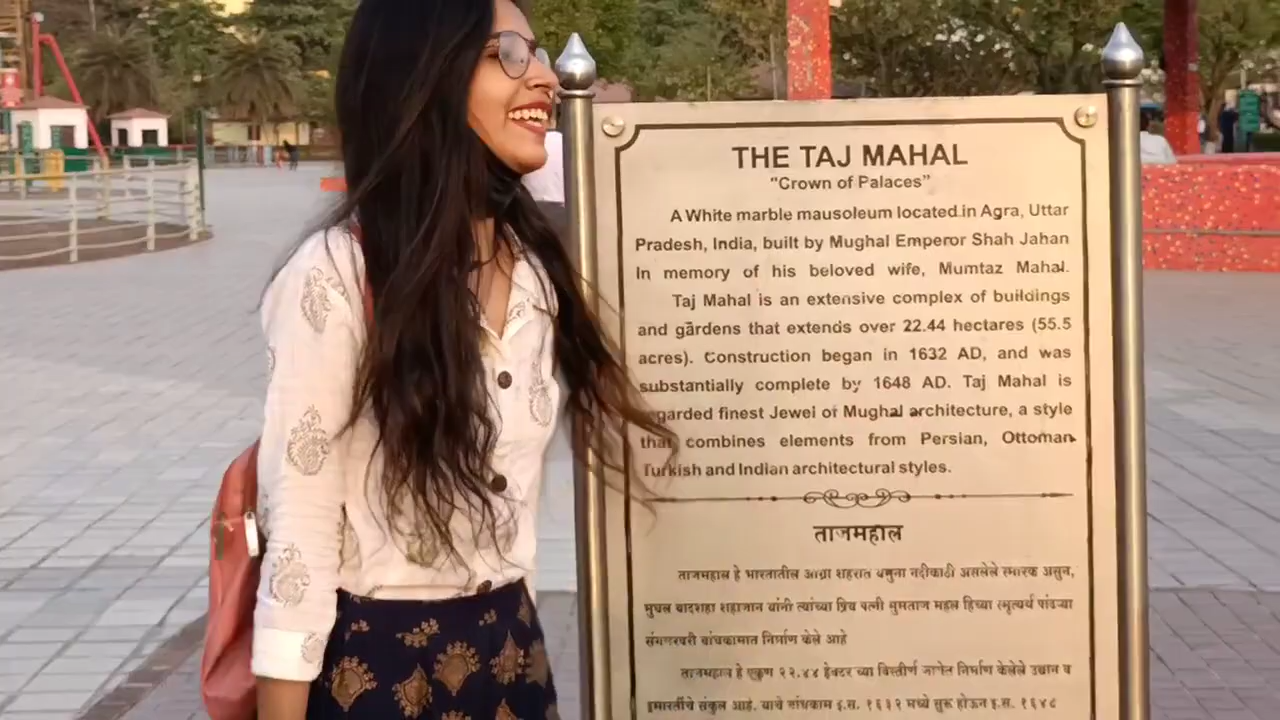 THE TAJ MAHAL
"Crown of Palaces"
A White marble mausoleum located in Agra, Uttar
Pradesh, India, built by Mughal Emperor Shah Jahan
In memory of his beloved wife, Mumtaz Mahal.
Taj Mahal is an extensive complex of buildings
and gardens that extends over 22.44 hectares (55.5
acres). Construction began in 1632 AD, and was
substantially complete by 1648 AD. Taj Mahal is
garded finest Jewel of Mughal architecture, a style
that combines elements from Persian, Ottoman
Turkish and Indian architectural styles.
ताजमहाल
ताजमहाल हे भारतातील आग्रा शहरात यमुना नदीकाठी असलेले स्मारक असुन,
मुघल बादशहा शहाजान यांनी त्यांच्या प्रिय पत्नी मुमताज महल हिच्या स्मृत्यर्थ पांढऱ्या
संगमरवरी बांधकामात निर्माण केले आहे
ताजमहाल हे एकुण २२.४४ हेक्टर च्या विस्तीर्ण जागेत निर्माण केलेले उद्यान व
इमारतींचे संकुल आहे. याचे बांधकाम इ.स. १६३२ मध्ये सुरू होऊन इ.स. १६४८